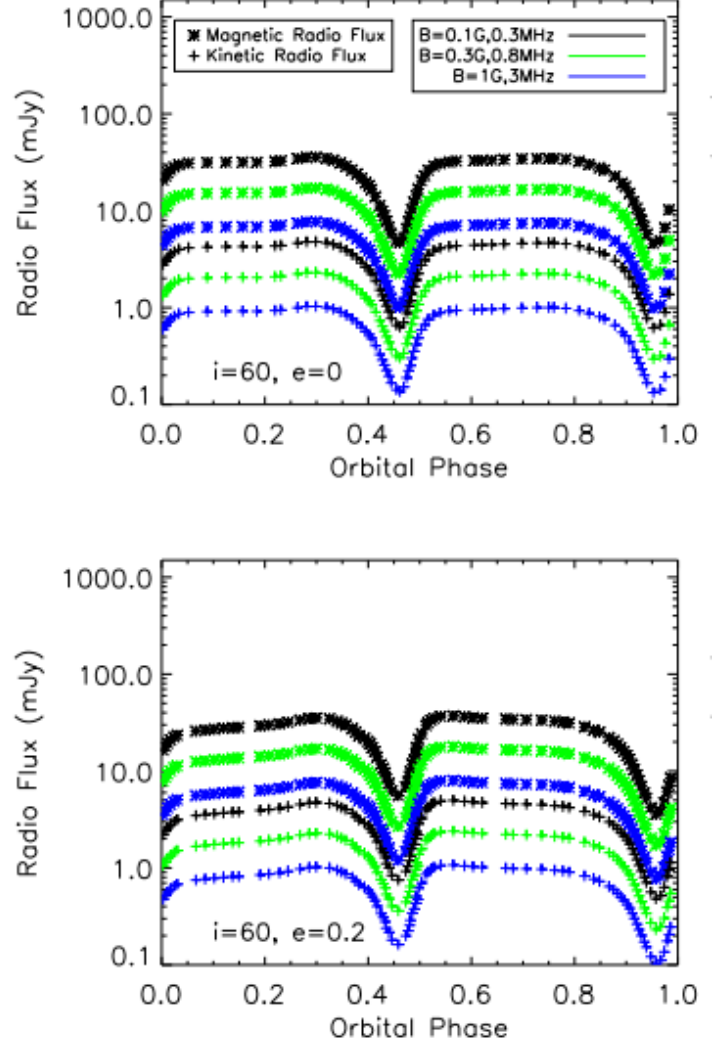 1000.0
✳ Magnetic Radio Flux
+ Kinetic Radio Flux
B=0.1G,0.3MHz
B=0.3G,0.8MHz
B=1G,3MHz
100.0
10.0
1.0
0.1
Radio Flux (mJy)
i=60, e=0
0.0 0.2 0.4 0.6 0.8 1.0
Orbital Phase
1000.0
100.0
10.0
1.0
0.1
Radio Flux (mJy)
i=60, e=0.2
0.0 0.2 0.4 0.6 0.8 1.0
Orbital Phase